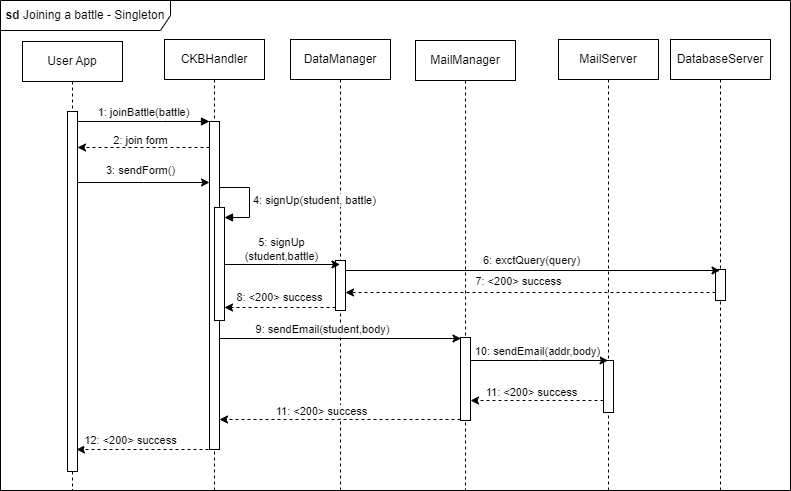 sd Joining a battle - Singleton
User App
CKBHandler
DataManager
MailManager
MailServer
DatabaseServer
1: joinBattle(battle)
2: join form
3: sendForm()
4: signUp(student, battle)
5: signUp
(student,battle)
6: exctQuery(query)
7: <200> success
8: <200> success
9: sendEmail(student,body)
10: sendEmail(addr,body)
11: <200> success
11: <200> success
12: <200> success